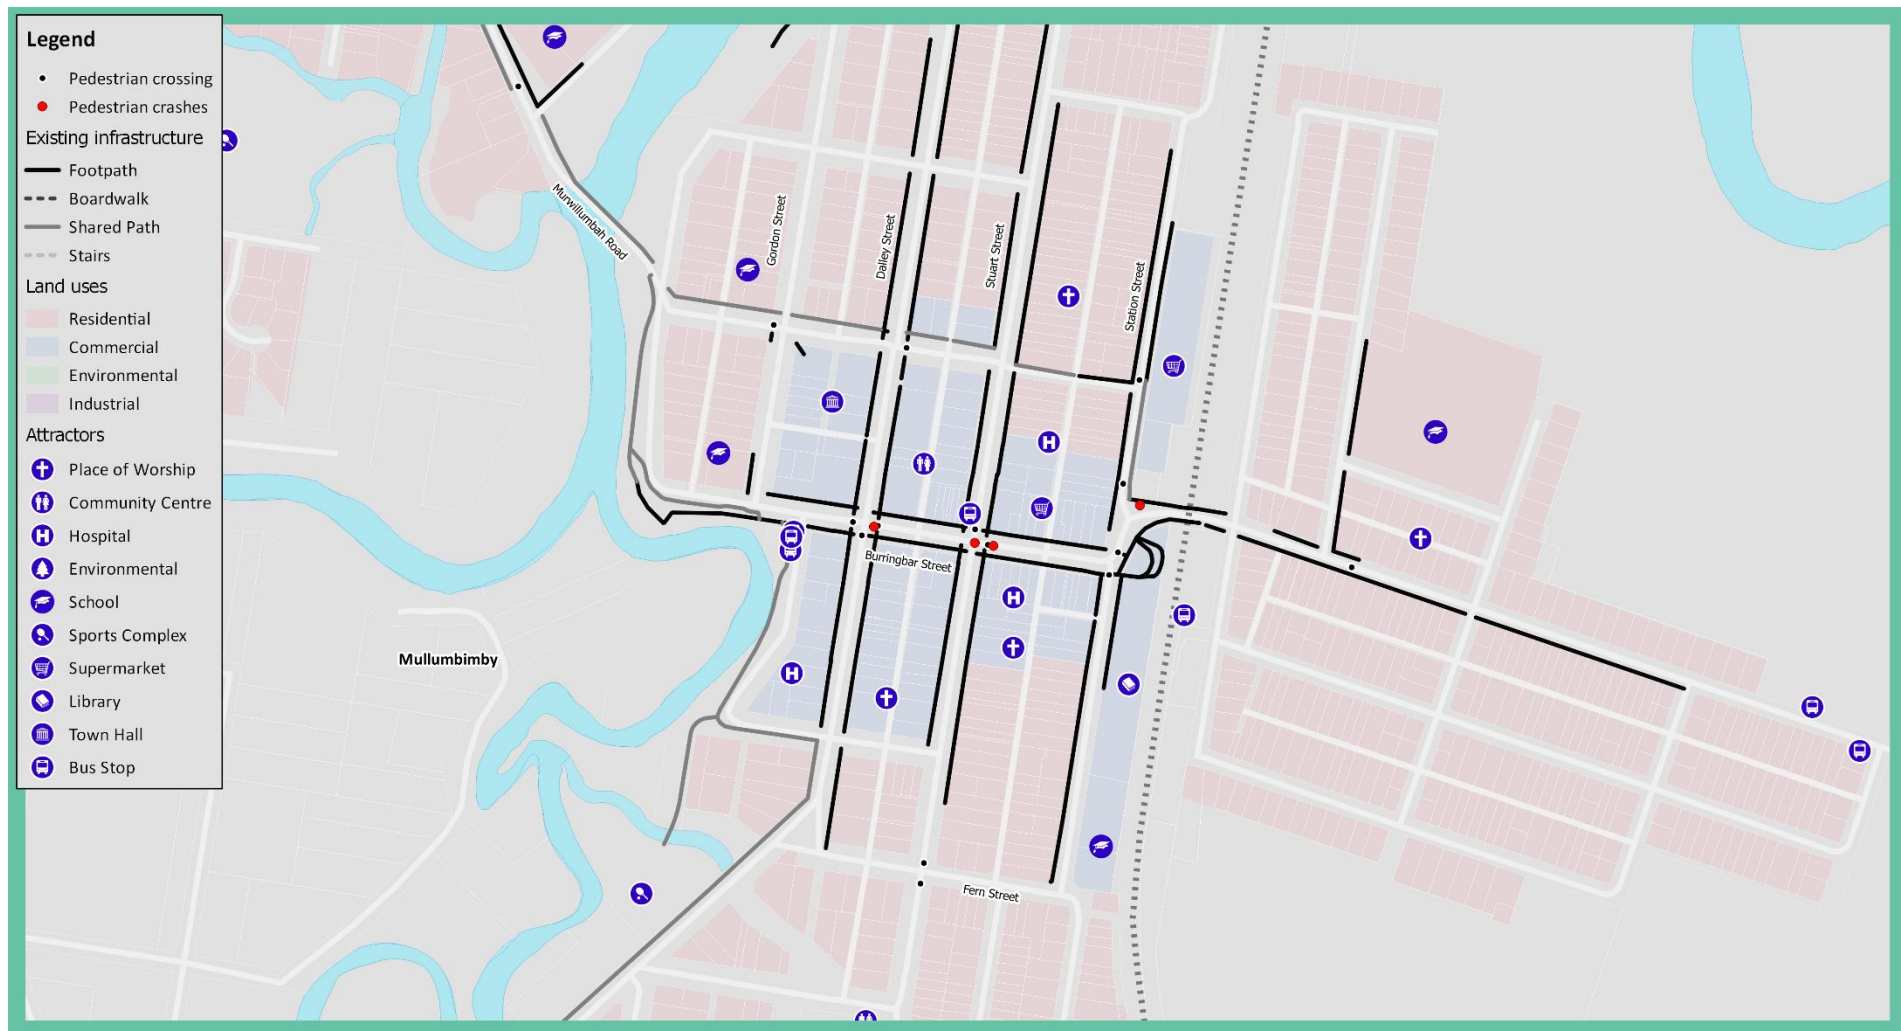 Legend
Pedestrian crossing
Pedestrian crashes
Existing infrastructure
Footpath
Boardwalk
Shared Path
Stairs
Land uses
Residential
Commercial
Environmental
Industrial
Attractors
Place of Worship
Community Centre
H Hospital
Environmental
School
Sports Complex
Supermarket
Library
Town Hall
Bus Stop
Murwillumbah Road
Gordon Street
Dalley Street
Stuart Street
Station Street
H
Burringbar Street
H
Mullumbimby
H
Fern Street